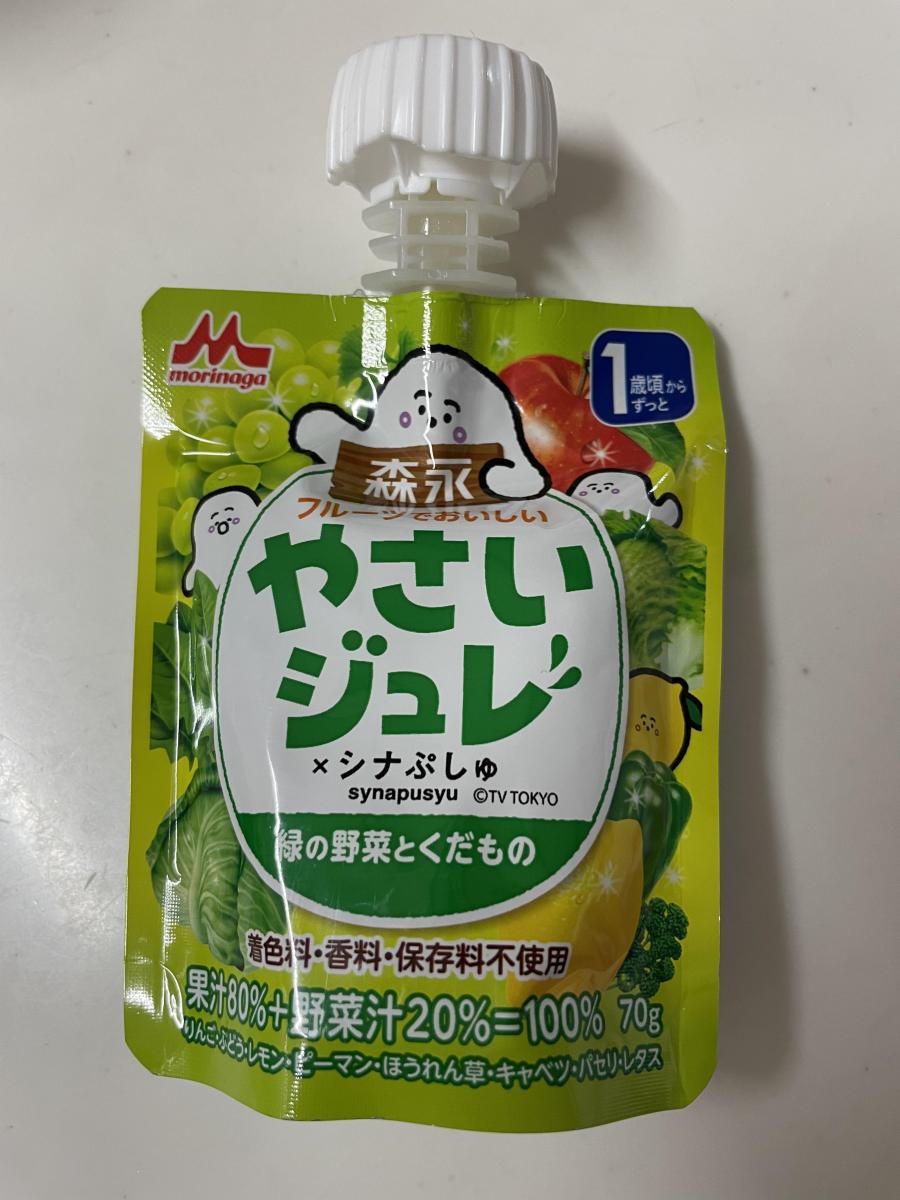 morinaga
1歳頃から
ずっと
森永
フルーツでおいしい
やさい
ジュレ
×シナぷしゅ
synapusyu ©TV TOKYO
緑の野菜とくだもの
着色料・香料・保存料不使用
果汁80%+野菜汁20%=100% 70g
りんご・ぶどう・レモン・ピーマン・ほうれん草・キャベツ・パセリ・レタス